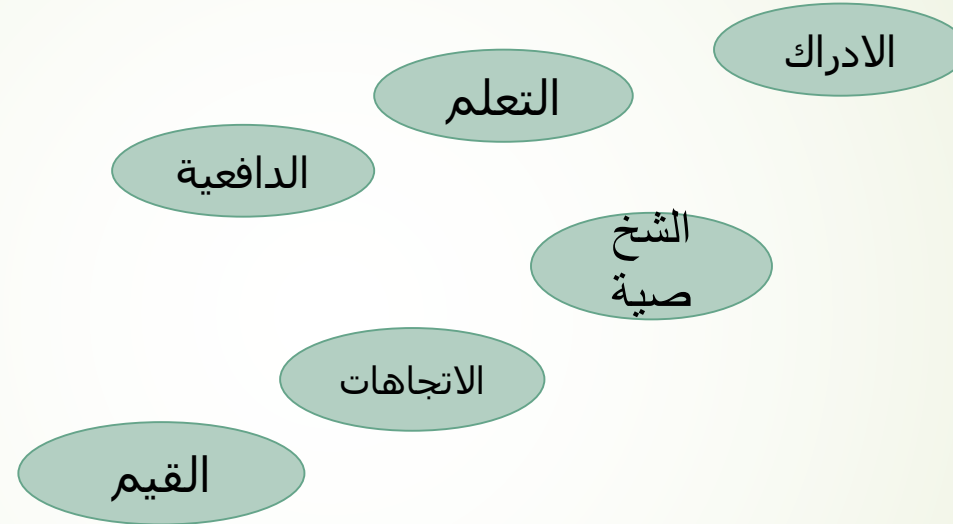 الادراك
التعلم
الدافعية
الشخ
صية
الاتجاهات
القيم